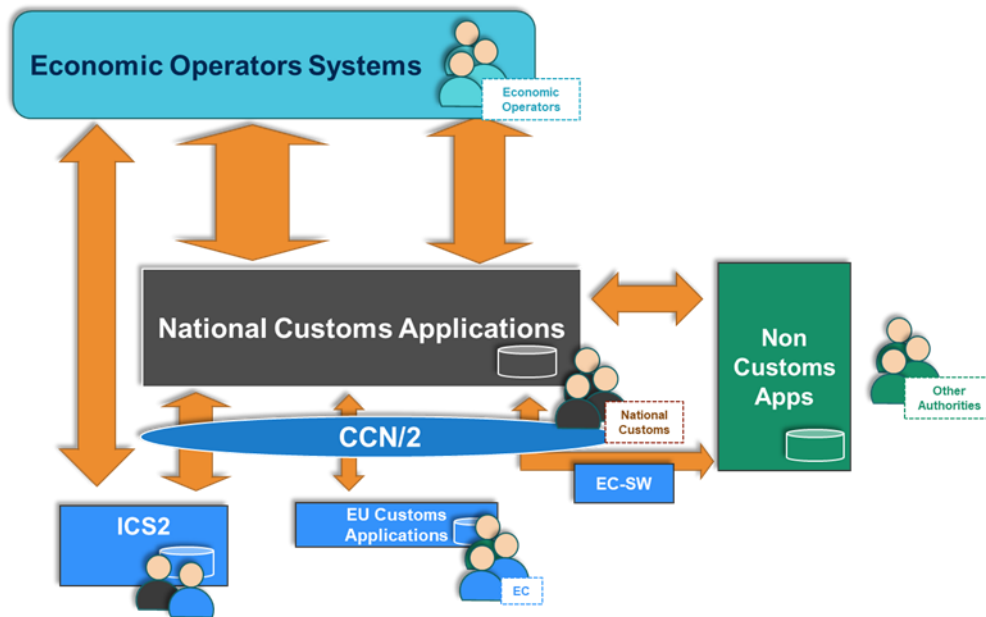 Economic Operators Systems
Economic
Operators
National Customs Applications
Non
Customs
Apps
Other
Authorities
National
Customs
CCN/2
EC-SW
ICS2
EU Customs
Applications
EC